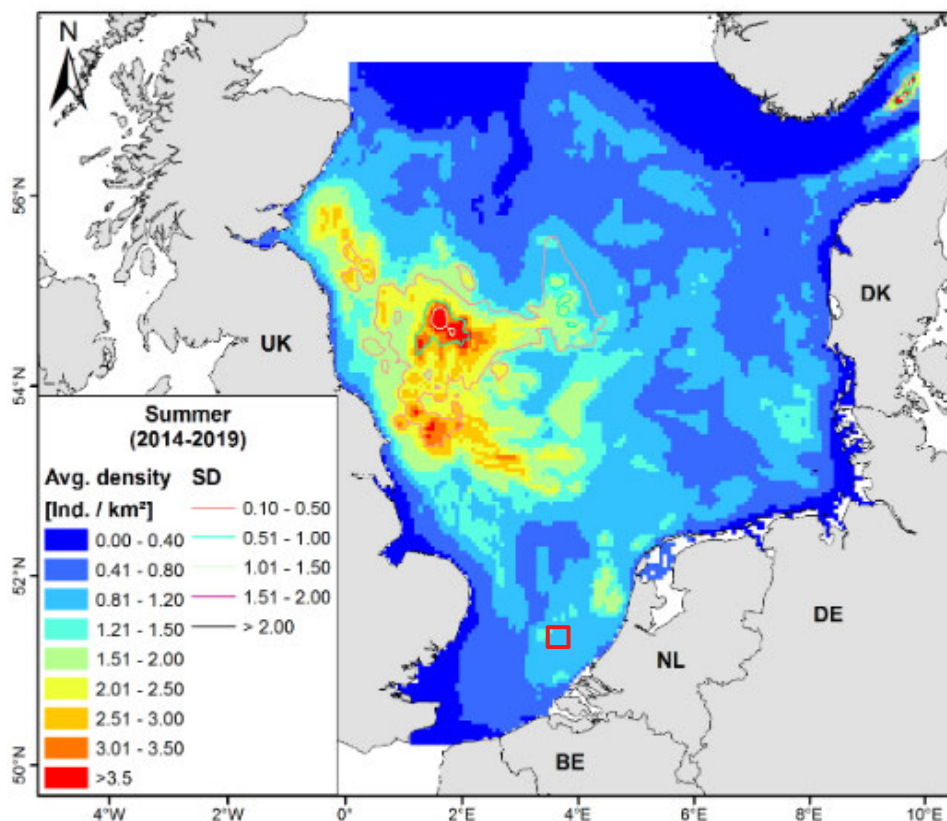 N
56°N
54°N
52°N
50°N
UK
DK
DE
NL
BE
Summer
(2014-2019)
Avg. density SD
[Ind. / km²]
0.00 - 0.40
0.41 - 0.80
0.81 - 1.20
1.21 - 1.50
1.51 - 2.00
2.01 - 2.50
2.51 - 3.00
3.01 - 3.50
>3.5
0.10 - 0.50
0.51 - 1.00
1.01 - 1.50
1.51 - 2.00
> 2.00
4°W 2°W 0° 2°E 4°E 6°E 8°E 10°E